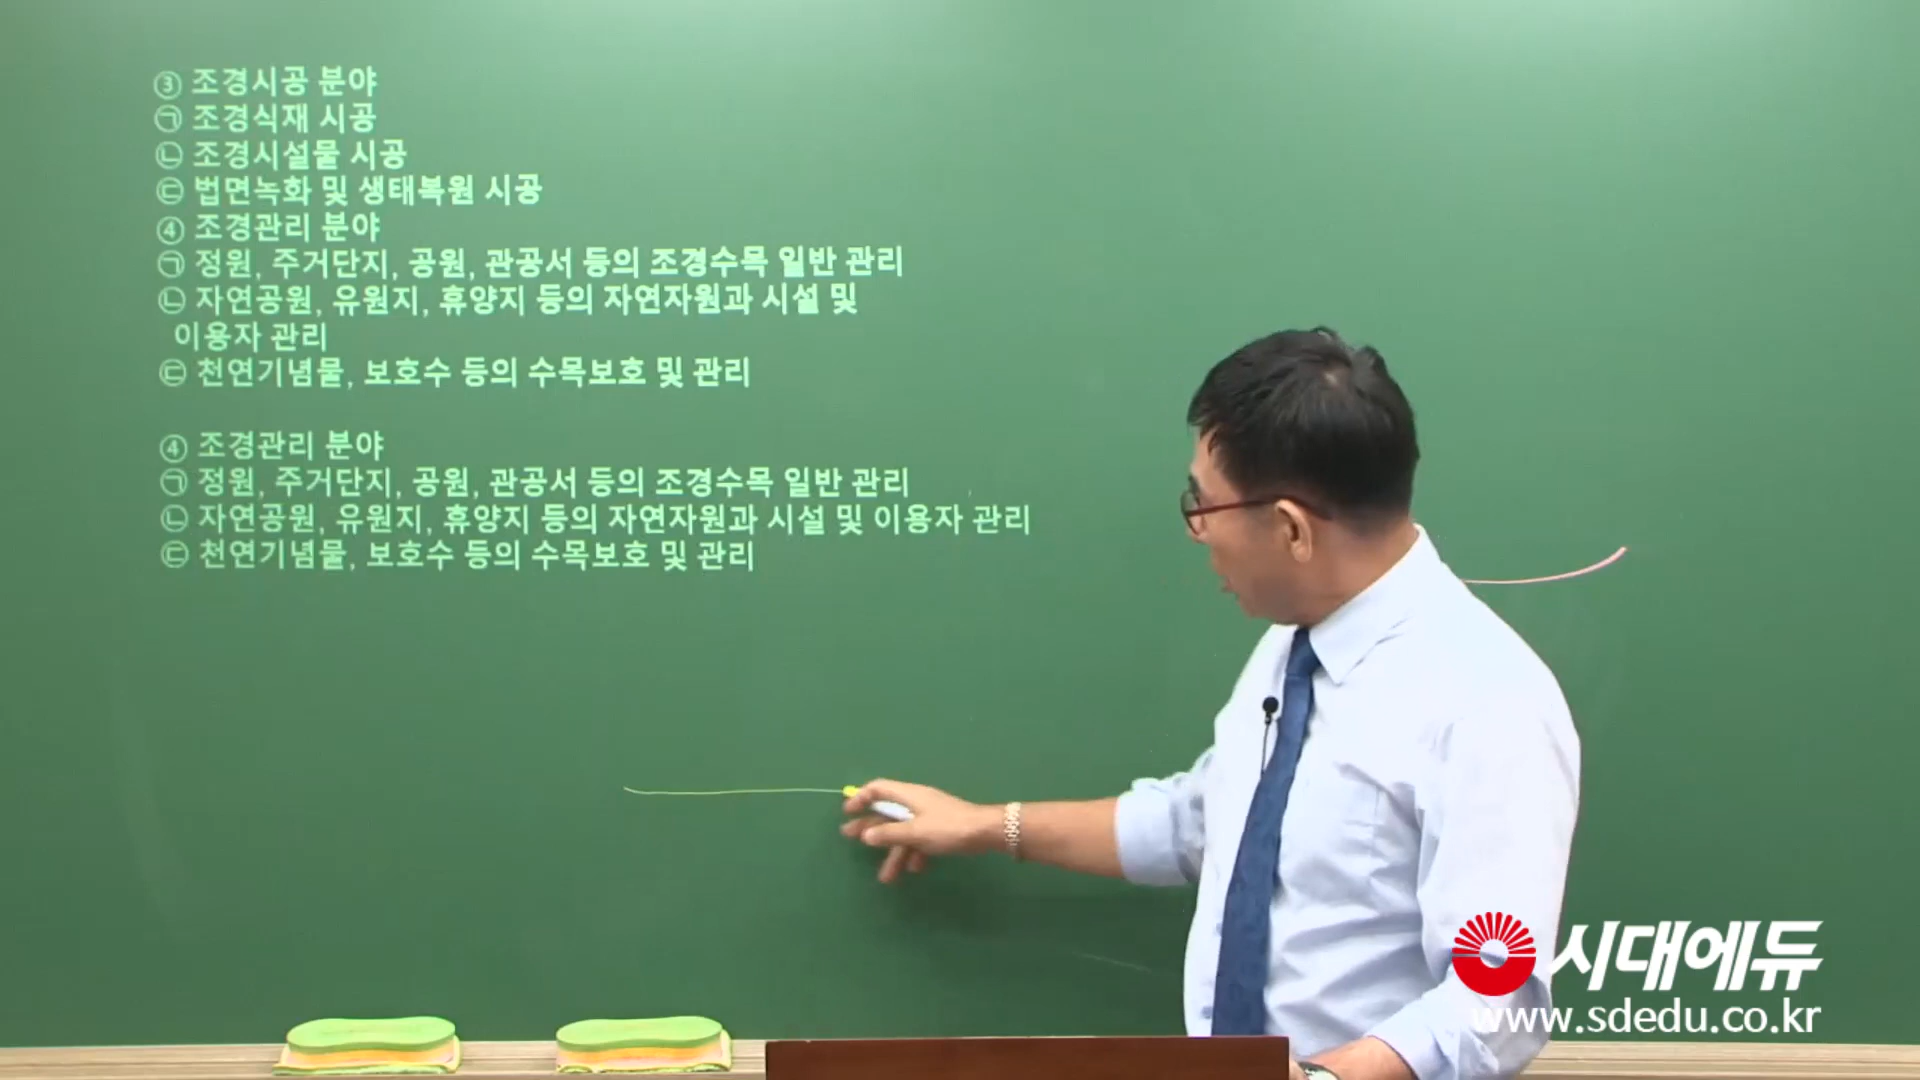 ③ 조경시공 분야
㉠ 조경식재 시공
㉡ 조경시설물 시공
㉢ 법면녹화 및 생태복원 시공
④ 조경관리 분야
㉠ 정원, 주거단지, 공원, 관공서 등의 조경수목 일반 관리
㉡ 자연공원, 유원지, 휴양지 등의 자연자원과 시설 및
이용자 관리
㉢ 천연기념물, 보호수 등의 수목보호 및 관리
④ 조경관리 분야
㉠ 정원, 주거단지, 공원, 관공서 등의 조경수목 일반 관리
㉡ 자연공원, 유원지, 휴양지 등의 자연자원과 시설 및 이용자 관리
㉢ 천연기념물, 보호수 등의 수목보호 및 관리
시대에듀
www.sdedu.co.kr